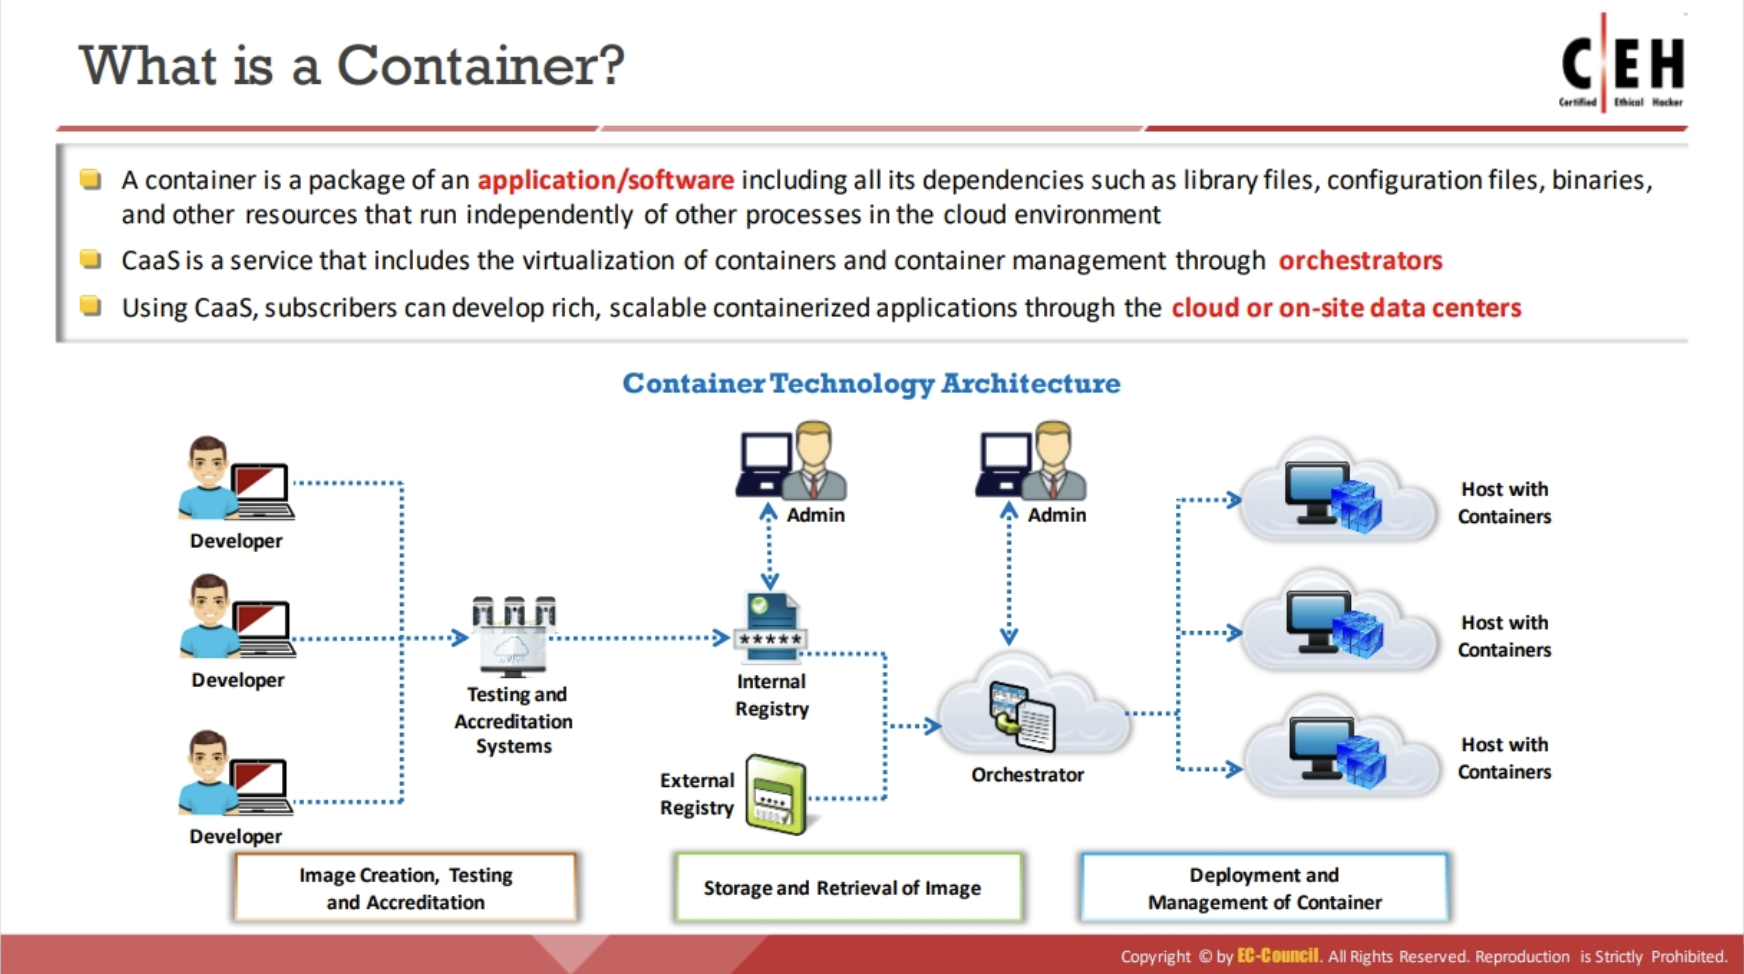 What is a Container?
C|EH
Certified Ethical Hacker
A container is a package of an application/software including all its dependencies such as library files, configuration files, binaries,
and other resources that run independently of other processes in the cloud environment
CaaS is a service that includes the virtualization of containers and container management through orchestrators
Using CaaS, subscribers can develop rich, scalable containerized applications through the cloud or on-site data centers
Container Technology Architecture
Developer
Developer
Developer
Testing and
Accreditation
Systems
Admin
*****
Internal
Registry
External
Registry
Admin
Orchestrator
Host with
Containers
Host with
Containers
Host with
Containers
Image Creation, Testing
and Accreditation
Storage and Retrieval of Image
Deployment and
Management of Container
Copyright © by EC-Council. All Rights Reserved. Reproduction is Strictly Prohibited.